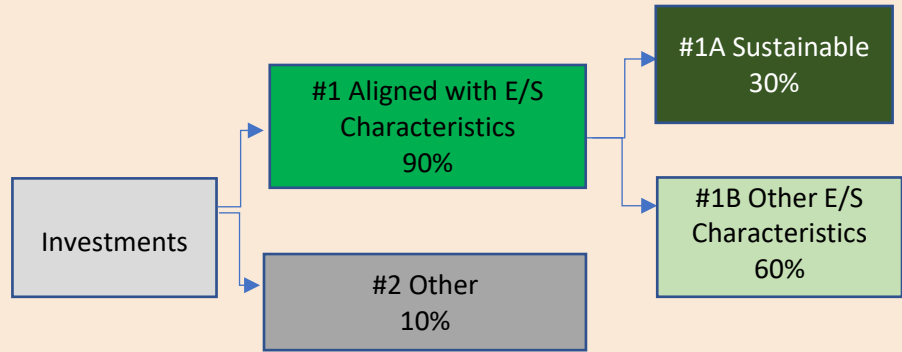 Investments
#1 Aligned with E/S
Characteristics
90%
#2 Other
10%
#1A Sustainable
30%
#1B Other E/S
Characteristics
60%